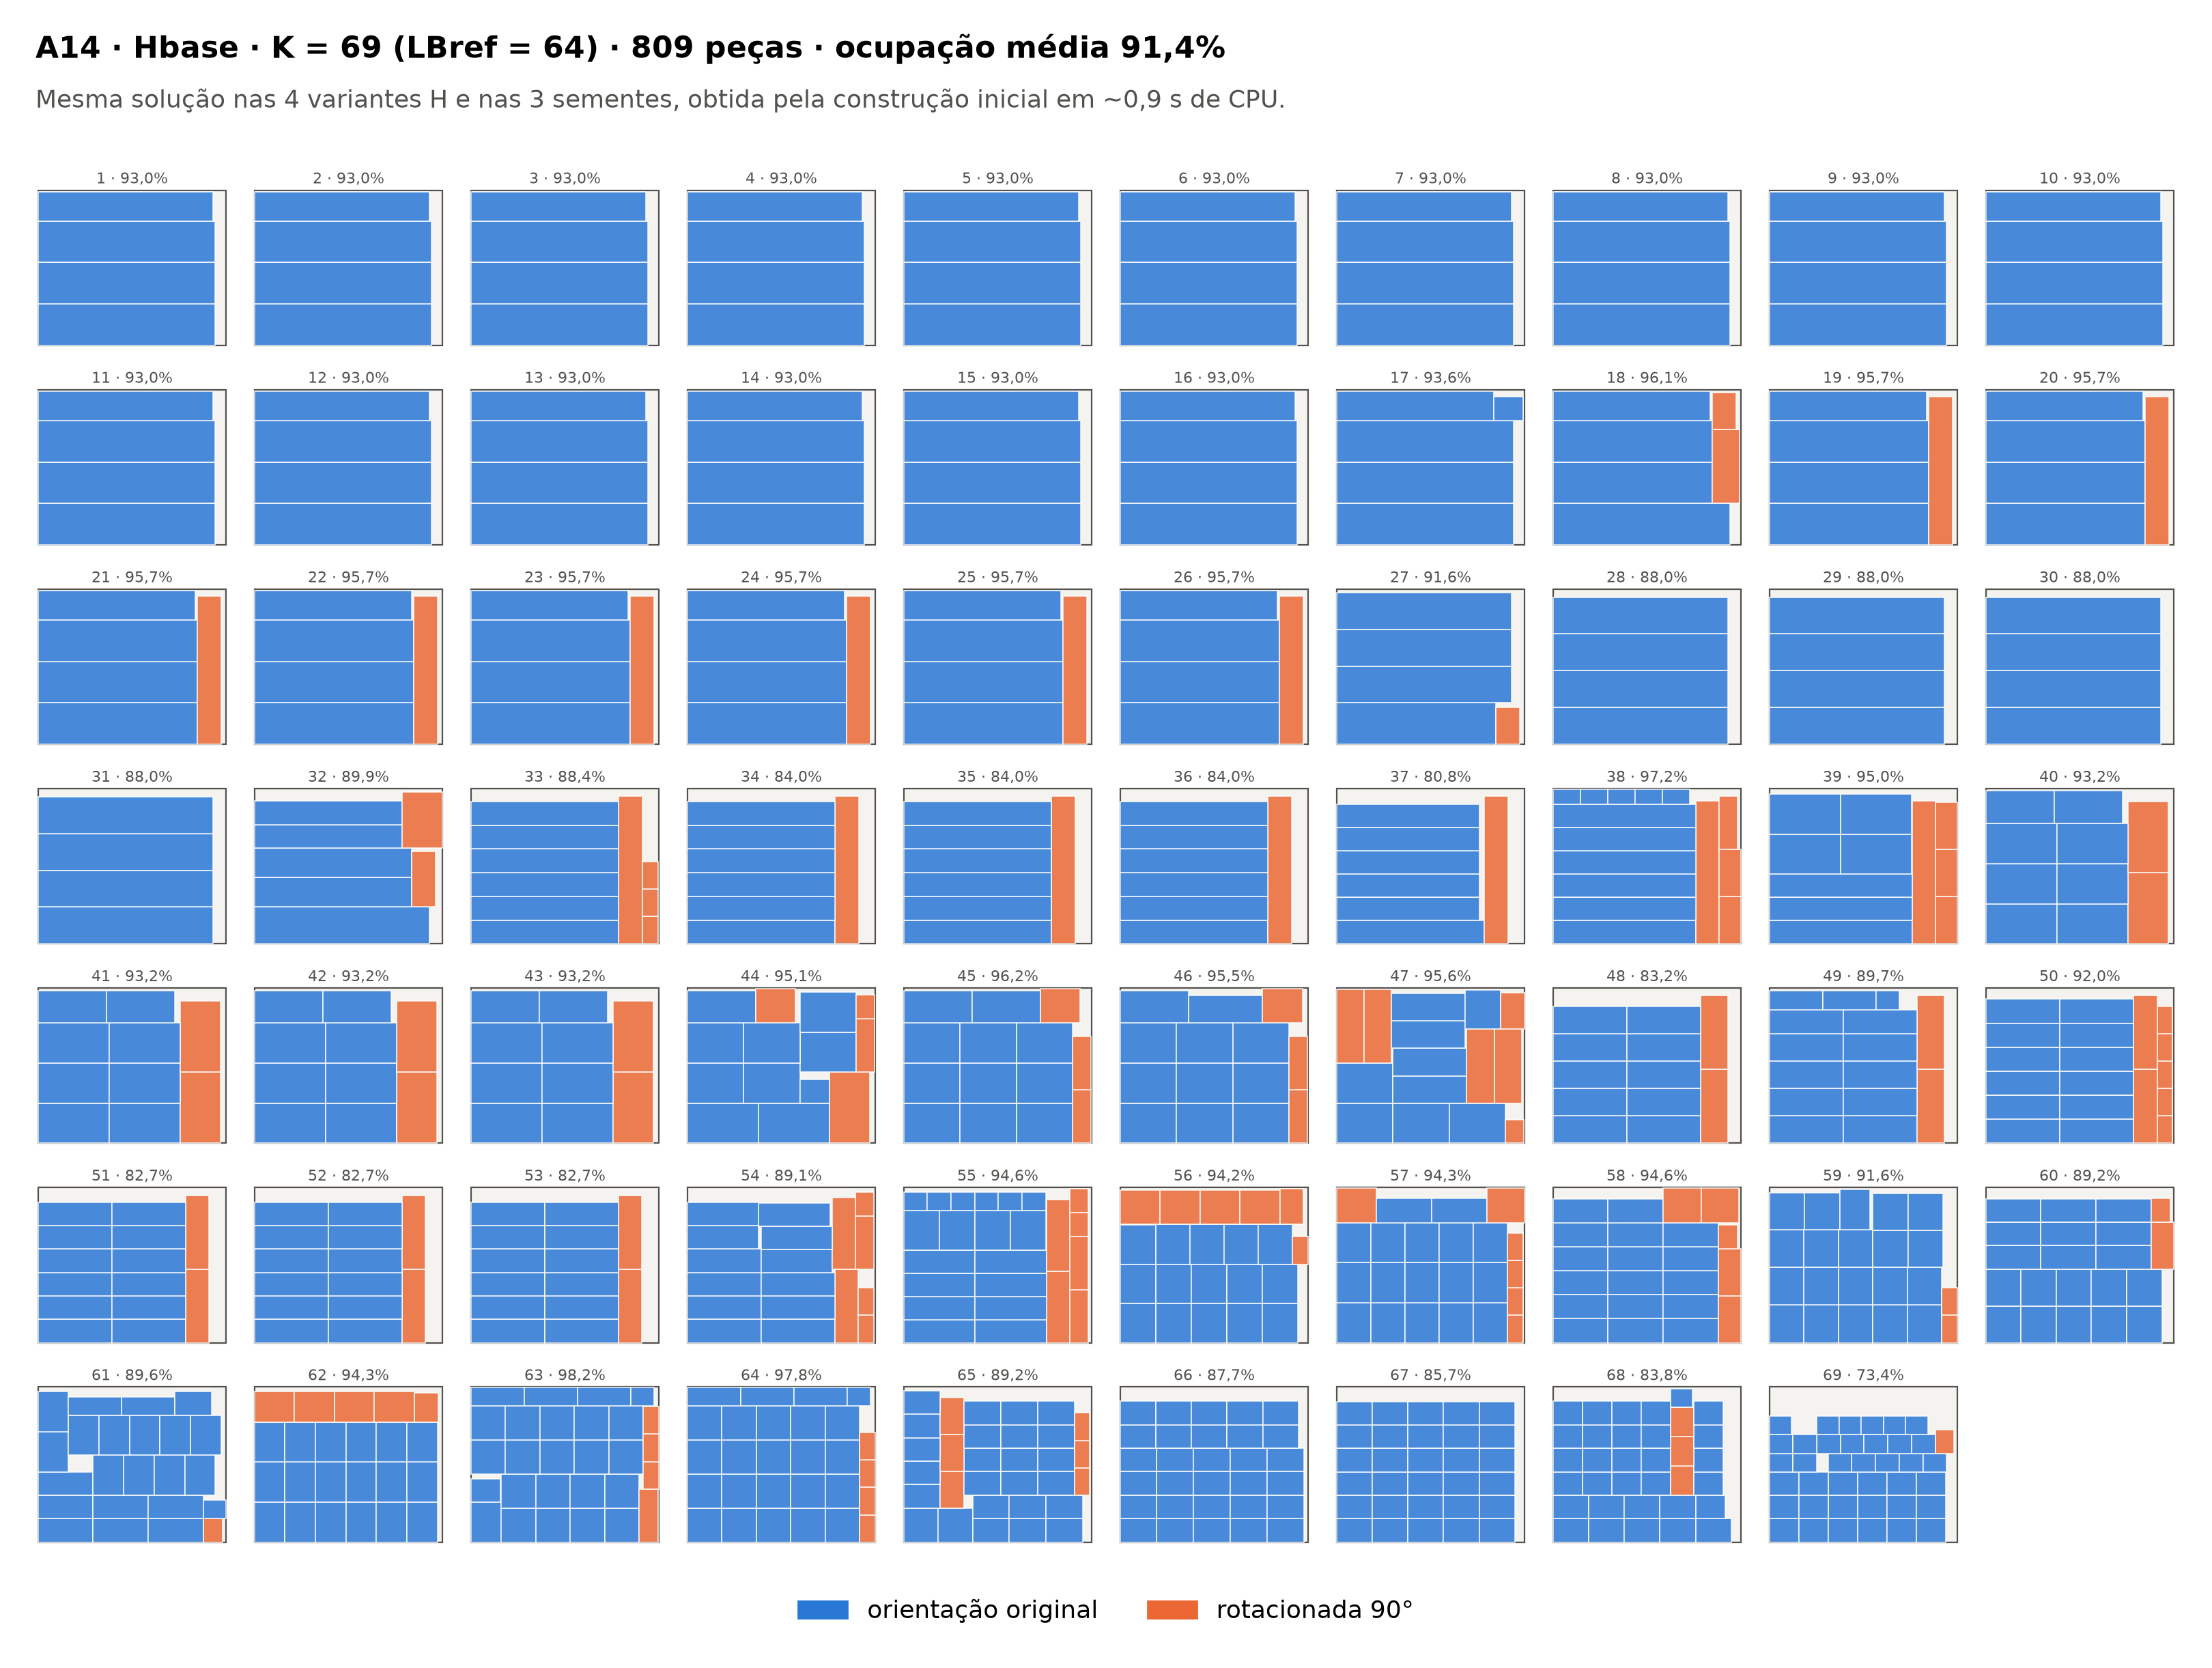 A14 · Hbase · K = 69 (LBref = 64) · 809 peças · ocupação média 91,4%
Mesma solução nas 4 variantes H e nas 3 sementes, obtida pela construção inicial em ~0,9 s de CPU.
1 · 93,0% 2 · 93,0% 3 · 93,0% 4 · 93,0% 5 · 93,0% 6 · 93,0% 7 · 93,0% 8 · 93,0% 9 · 93,0% 10 · 93,0%
11 · 93,0% 12 · 93,0% 13 · 93,0% 14 · 93,0% 15 · 93,0% 16 · 93,0% 17 · 93,6% 18 · 96,1% 19 · 95,7% 20 · 95,7%
21 · 95,7% 22 · 95,7% 23 · 95,7% 24 · 95,7% 25 · 95,7% 26 · 95,7% 27 · 91,6% 28 · 88,0% 29 · 88,0% 30 · 88,0%
31 · 88,0% 32 · 89,9% 33 · 88,4% 34 · 84,0% 35 · 84,0% 36 · 84,0% 37 · 80,8% 38 · 97,2% 39 · 95,0% 40 · 93,2%
41 · 93,2% 42 · 93,2% 43 · 93,2% 44 · 95,1% 45 · 96,2% 46 · 95,5% 47 · 95,6% 48 · 83,2% 49 · 89,7% 50 · 92,0%
51 · 82,7% 52 · 82,7% 53 · 82,7% 54 · 89,1% 55 · 94,6% 56 · 94,2% 57 · 94,3% 58 · 94,6% 59 · 91,6% 60 · 89,2%
61 · 89,6% 62 · 94,3% 63 · 98,2% 64 · 97,8% 65 · 89,2% 66 · 87,7% 67 · 85,7% 68 · 83,8% 69 · 73,4%
orientação original rotacionada 90°